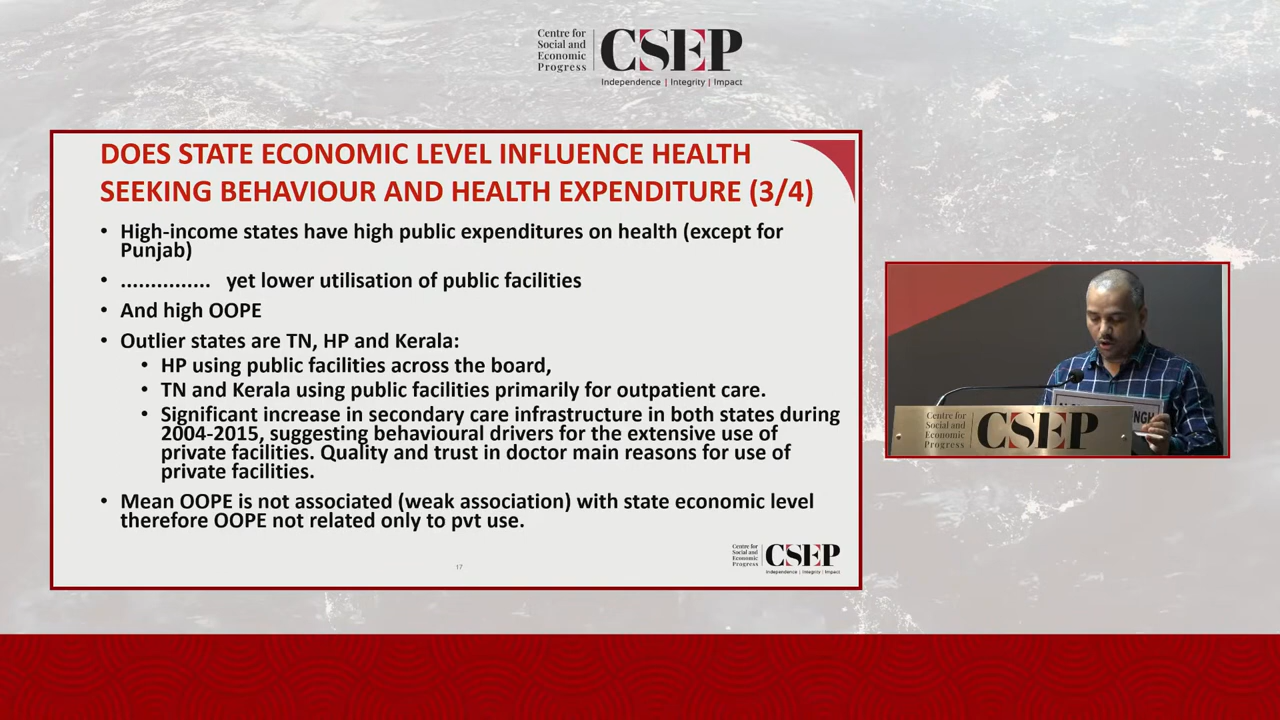 Centre for
Social and
Economic
Progress
CSEP
Independence | Integrity | Impact
DOES STATE ECONOMIC LEVEL INFLUENCE HEALTH
SEEKING BEHAVIOUR AND HEALTH EXPENDITURE (3/4)
• High-income states have high public expenditures on health (except for
Punjab)
• ............... yet lower utilisation of public facilities
• And high OOPE
• Outlier states are TN, HP and Kerala:
• HP using public facilities across the board,
• TN and Kerala using public facilities primarily for outpatient care.
• Significant increase in secondary care infrastructure in both states during
2004-2015, suggesting behavioural drivers for the extensive use of
private facilities. Quality and trust in doctor main reasons for use of
private facilities.
• Mean OOPE is not associated (weak association) with state economic level
therefore OOPE not related only to pvt use.
17
Centre for
Social and
Economic
Progress
CSEP
Independence | Integrity | Impact
Centre for
Social and
Economic
Progress
CSEP